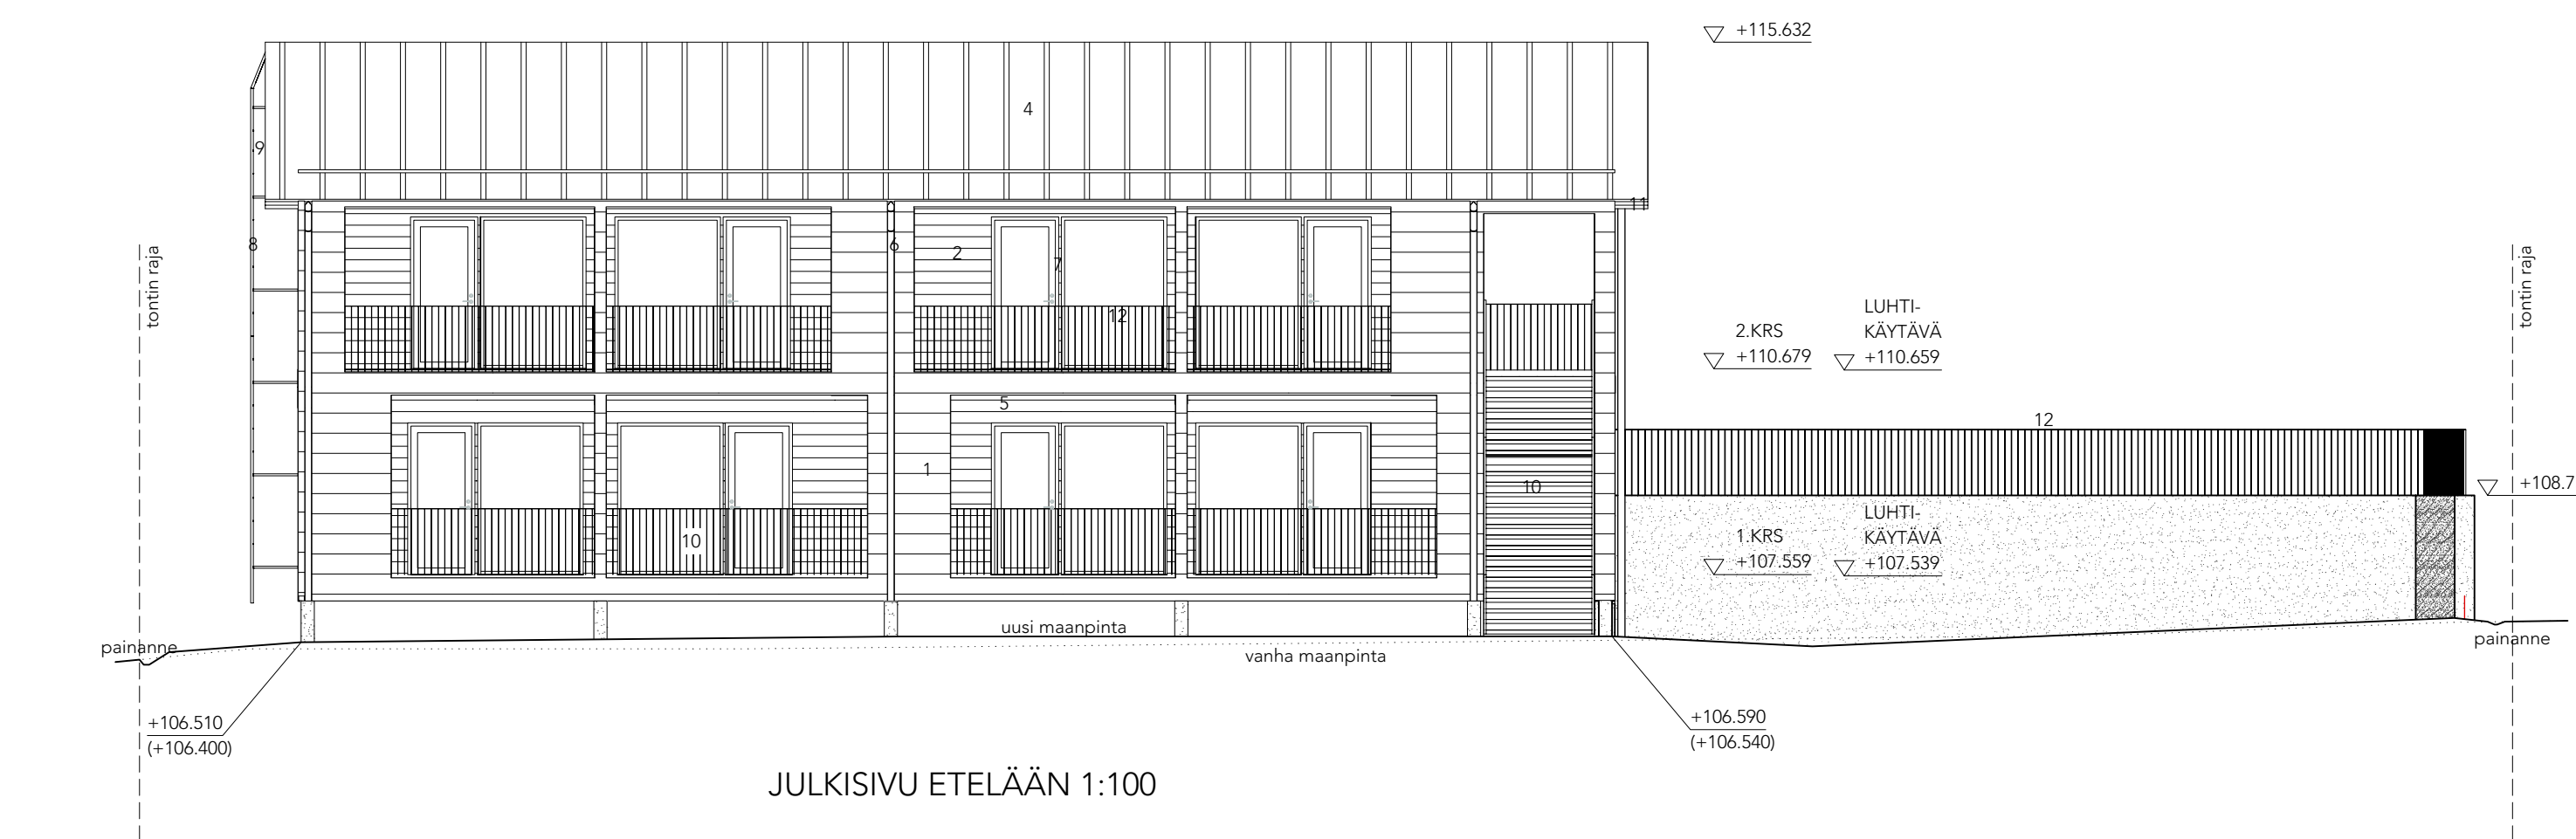 +115.632
4
9
11
8
6
2
7
tontin raja
tontin raja
12
LUHTI-
KÄYTÄVÄ
+110.659
2.KRS
+110.679
5
12
1
10
+108.7
10
LUHTI-
KÄYTÄVÄ
+107.539
1.KRS
+107.559
uusi maanpinta
painanne
vanha maanpinta
painanne
+106.510
(+106.400)
+106.590
(+106.540)
JULKISIVU ETELÄÄN 1:100